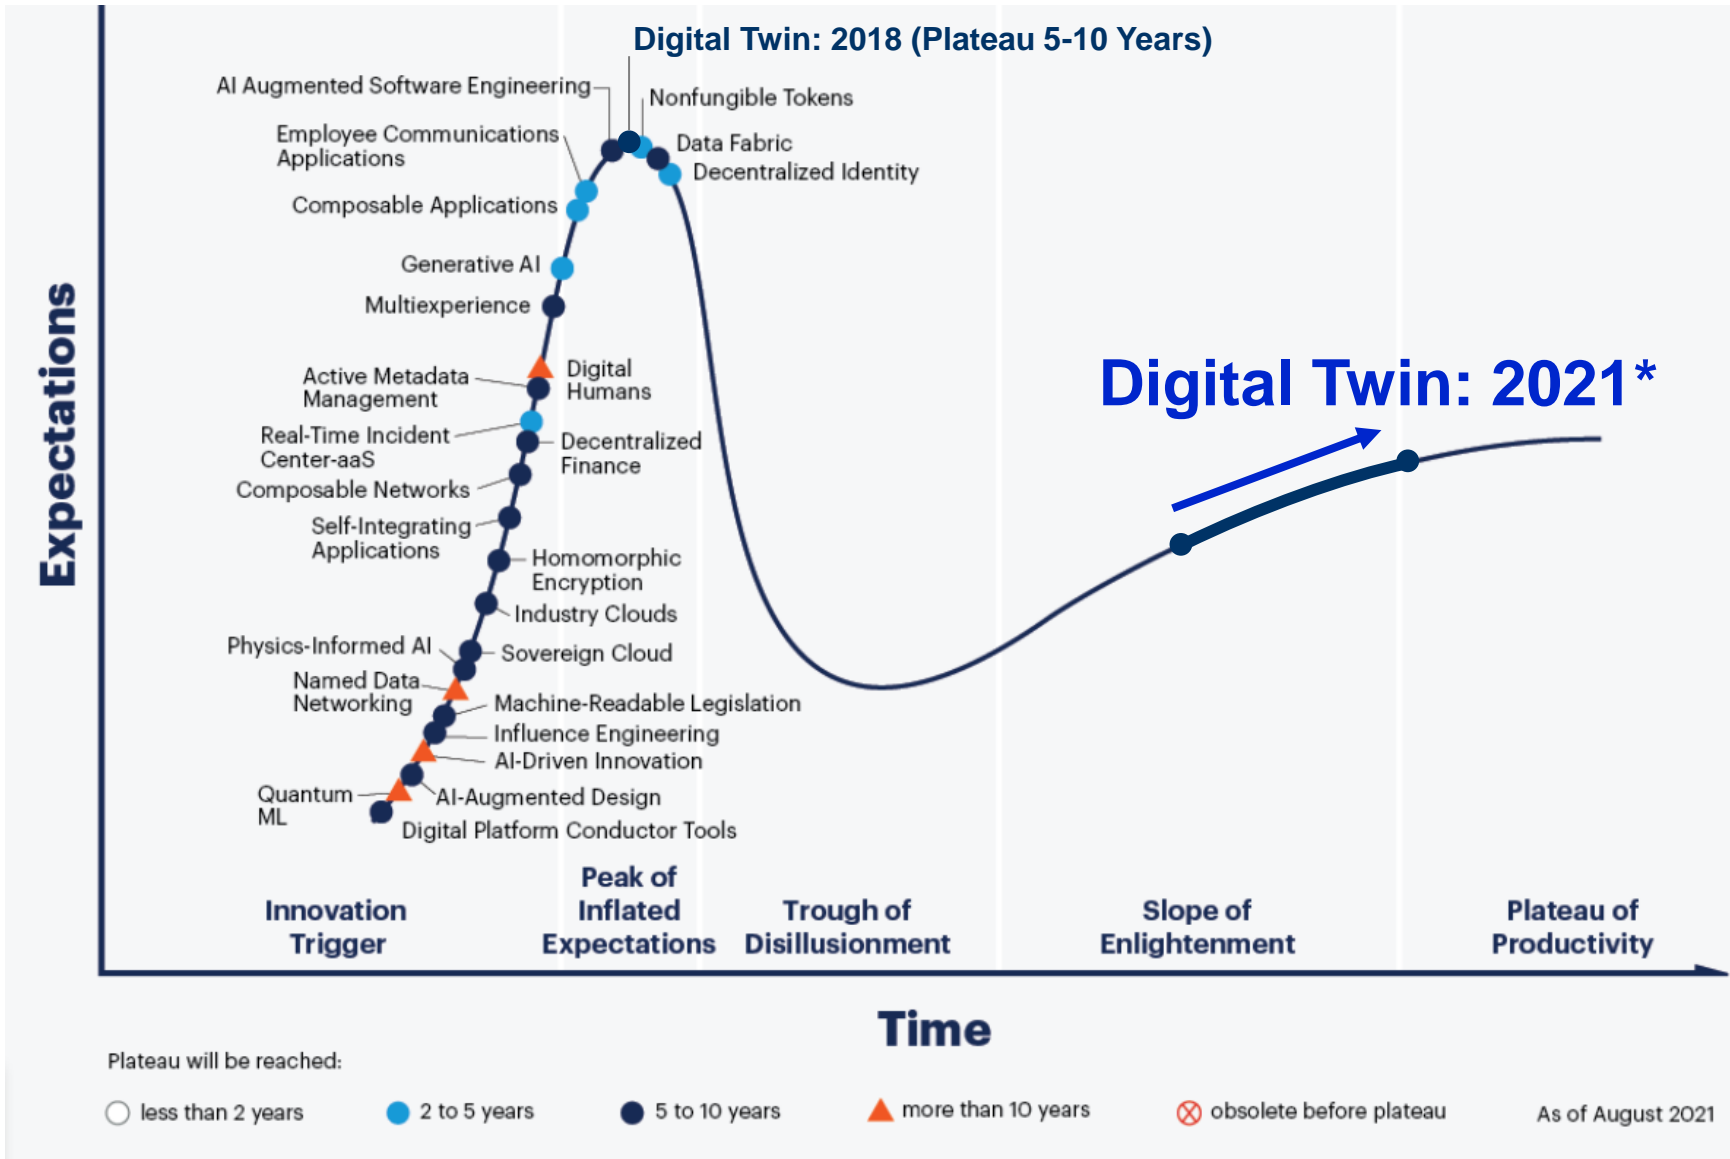 Digital Twin: 2018 (Plateau 5-10 Years)
AI Augmented Software Engineering
Nonfungible Tokens
Employee Communications
Applications
Data Fabric
Decentralized Identity
Composable Applications
Generative AI
Multiexperience
Digital
Humans
Active Metadata
Management
Real-Time Incident
Center-aaS
Decentralized
Finance
Composable Networks
Self-Integrating
Applications
Homomorphic
Encryption
Industry Clouds
Physics-Informed AI
Sovereign Cloud
Named Data
Networking
Machine-Readable Legislation
Influence Engineering
AI-Driven Innovation
Quantum
ML
AI-Augmented Design
Digital Platform Conductor Tools
Digital Twin: 2021*
Expectations
Innovation
Trigger
Peak of
Inflated
Expectations
Trough of
Disillusionment
Slope of
Enlightenment
Plateau of
Productivity
Time
Plateau will be reached:
less than 2 years
2 to 5 years
5 to 10 years
more than 10 years
obsolete before plateau
As of August 2021